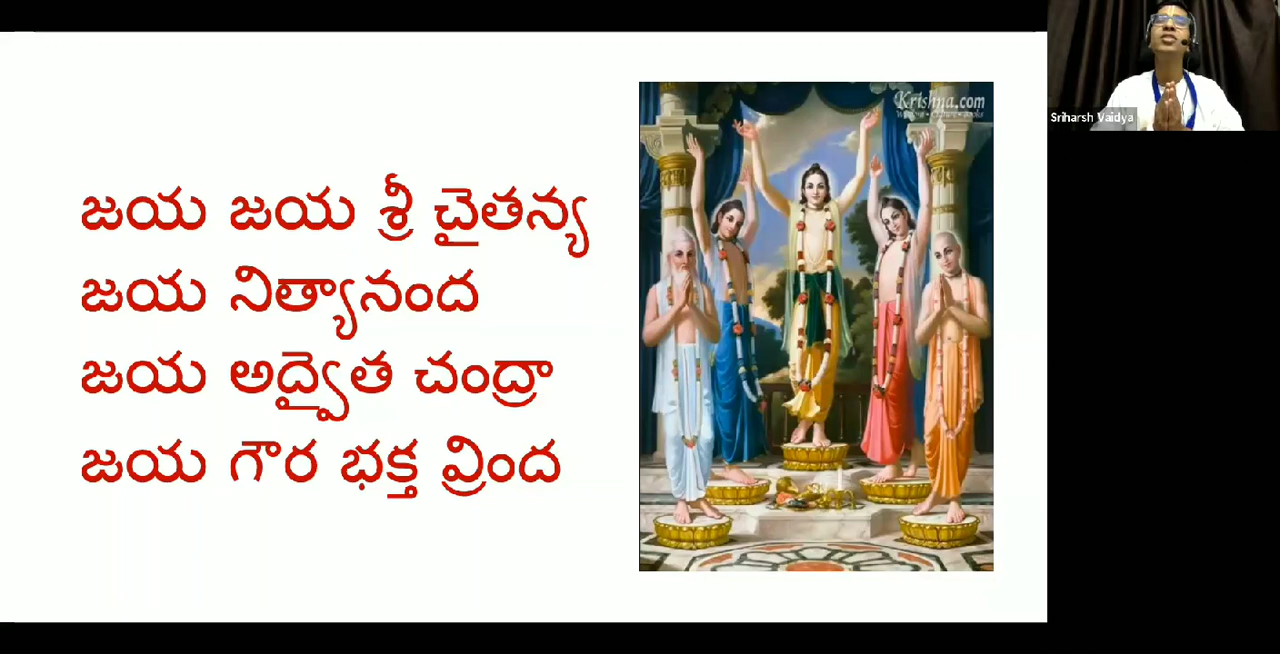 జయ జయ శ్రీ చైతన్య
జయ నిత్యానంద
జయ అద్వైత చంద్రా
జయ గౌర భక్త వ్రింద
Krishna.com
Sriharsh Vaidya